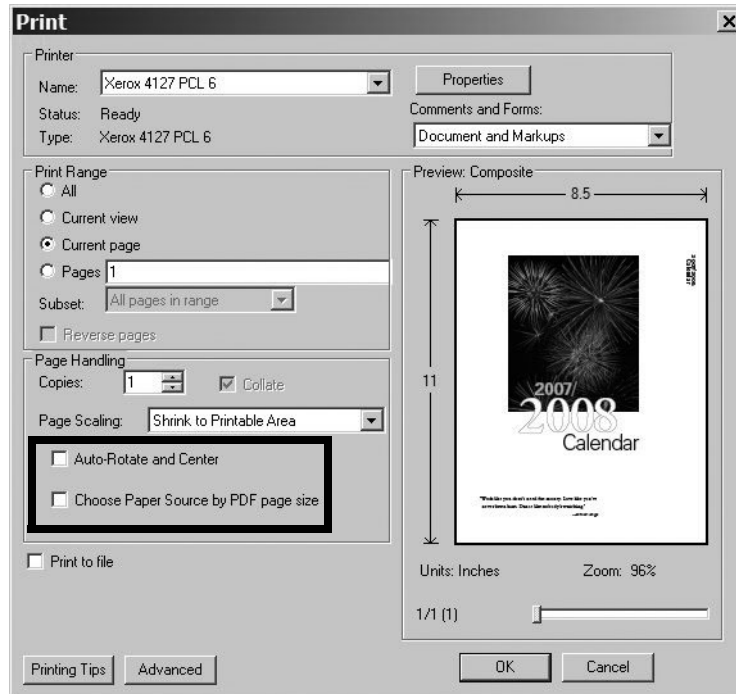 Print
Printer
Name: Xerox 4127 PCL 6
Properties
Status: Ready
Comments and Forms:
Type: Xerox 4127 PCL 6
Document and Markups
Print Range
All
Current view
Current page
Pages 1
Subset: All pages in range
Reverse pages
Page Handling
Copies: 1
Collate
Page Scaling: Shrink to Printable Area
Auto-Rotate and Center
Choose Paper Source by PDF page size
Print to file
Preview: Composite
8.5
11
2007/2008
Calendar
2007/
2008
Calendar
Units: Inches Zoom: 96%
1/1 (1)
Printing Tips
Advanced
OK
Cancel